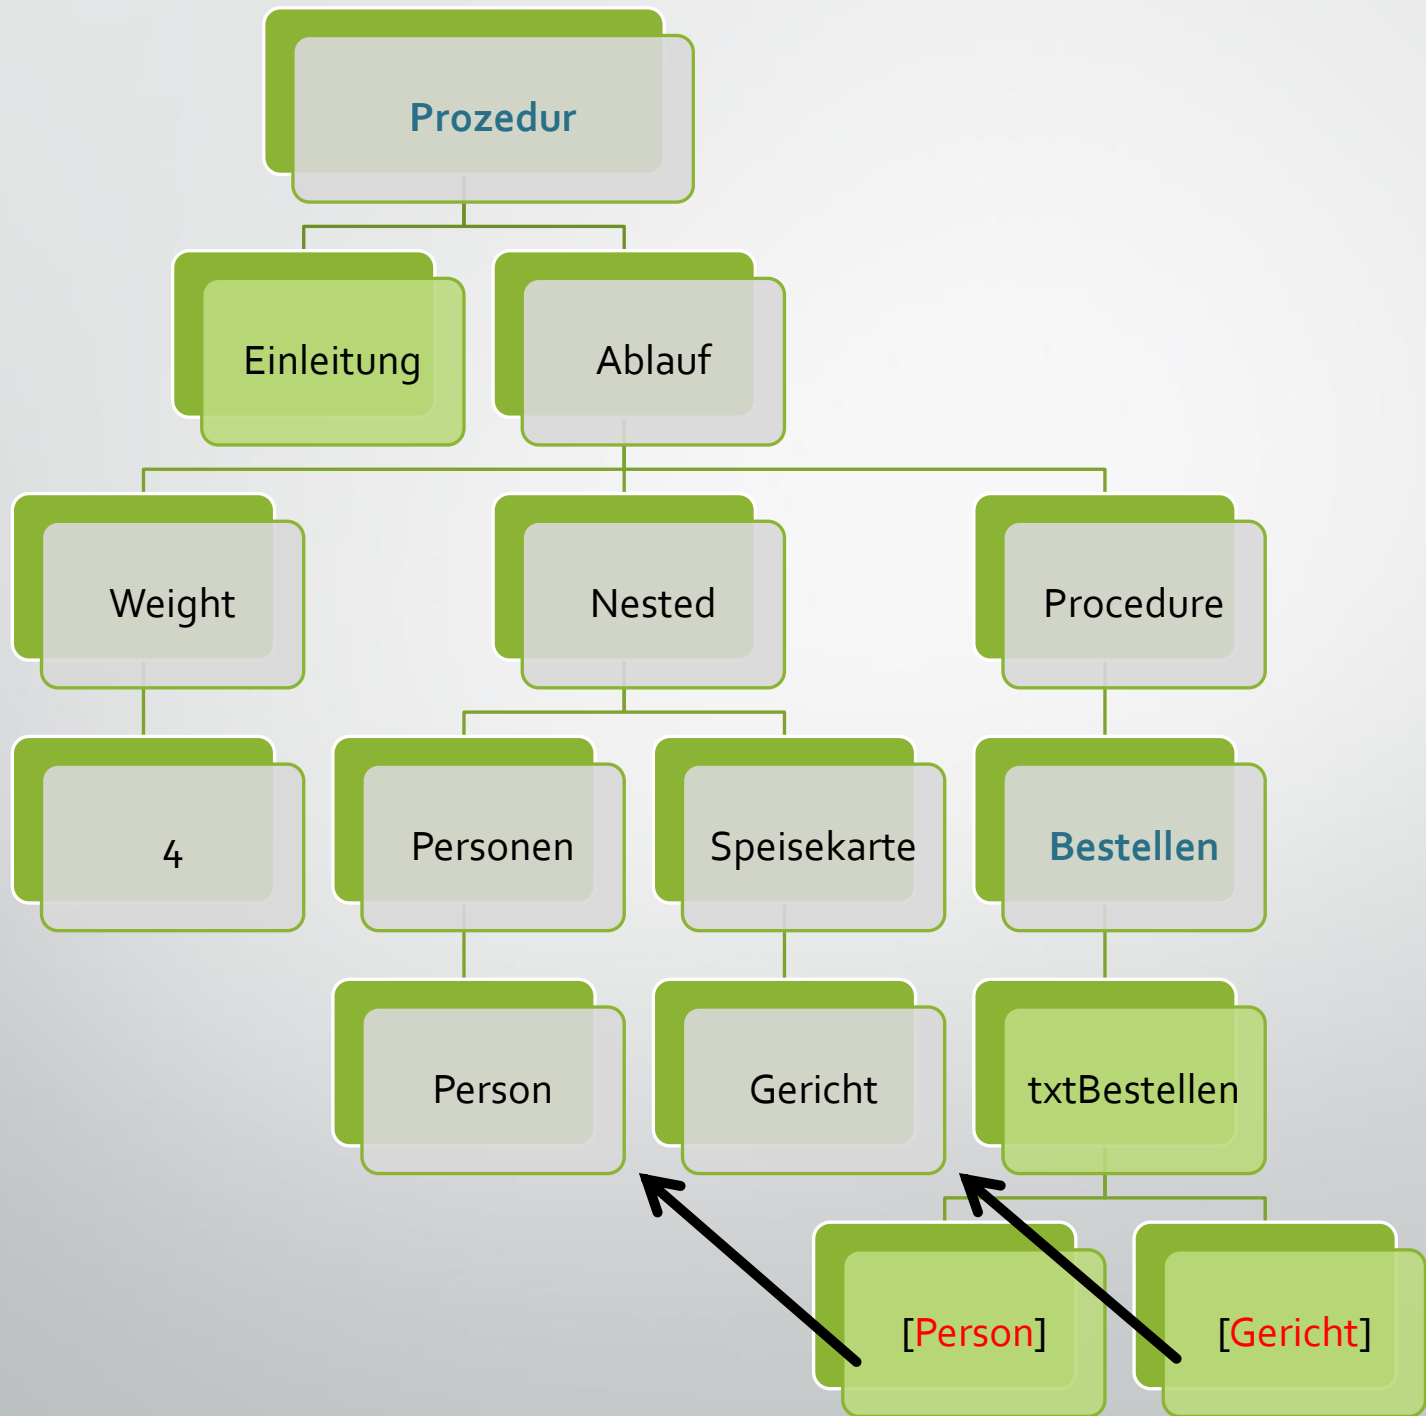 Prozedur
Einleitung
Ablauf
Weight
Nested
Procedure
4
Personen
Speisekarte
Bestellen
Person
Gericht
txtBestellen
[Person]
[Gericht]